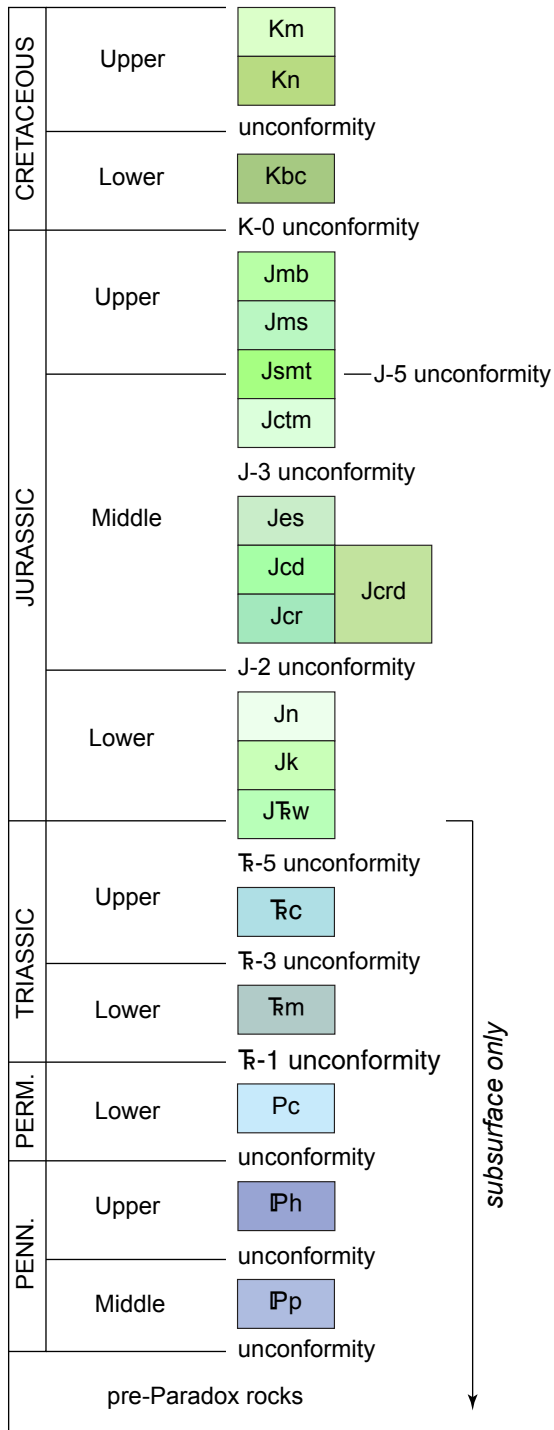 CRETACEOUS
Upper
Km
Kn
unconformity
Lower
Kbc
K-0 unconformity
JURASSIC
Upper
Jmb
Jms
Jsmt
J-5 unconformity
Jctm
Middle
J-3 unconformity
Jes
Jcd
Jcrd
Jcr
J-2 unconformity
Lower
Jn
Jk
JTRw
TR-5 unconformity
TRIASSIC
Upper
TRc
TR-3 unconformity
Lower
TRm
TR-1 unconformity
PERM.
Lower
Pc
unconformity
PENN.
Upper
ℙh
unconformity
Middle
ℙp
unconformity
pre-Paradox rocks
subsurface only